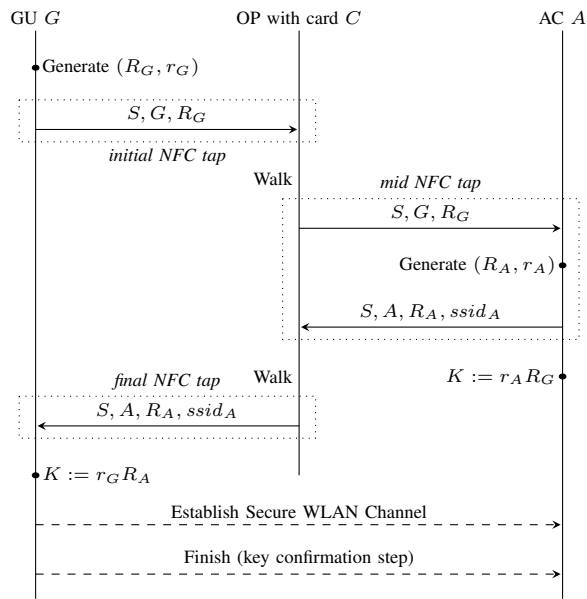 GU G OP with card C AC A
Generate (R_G, r_G)
S, G, R_G
initial NFC tap
Walk
mid NFC tap
S, G, R_G
Generate (R_A, r_A)
S, A, R_A, ssid_A
final NFC tap
Walk
K := r_A R_G
S, A, R_A, ssid_A
K := r_G R_A
Establish Secure WLAN Channel
Finish (key confirmation step)